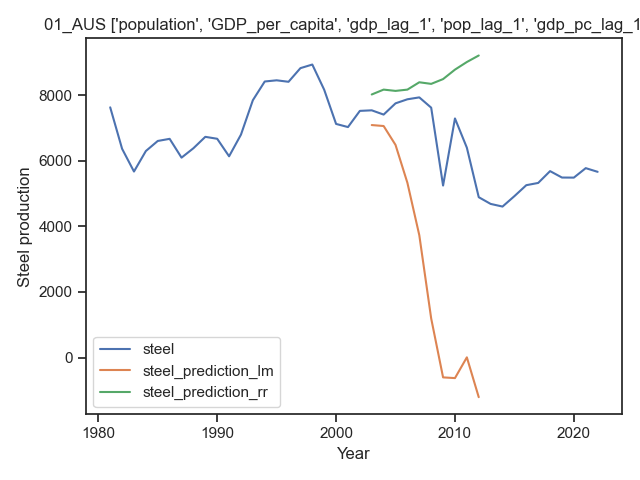 01_AUS ['population', 'GDP_per_capita', 'gdp_lag_1', 'pop_lag_1', 'gdp_pc_lag_1
Steel production
8000
6000
4000
2000
0
steel
steel_prediction_lm
steel_prediction_rr
1980
1990
2000
2010
2020
Year